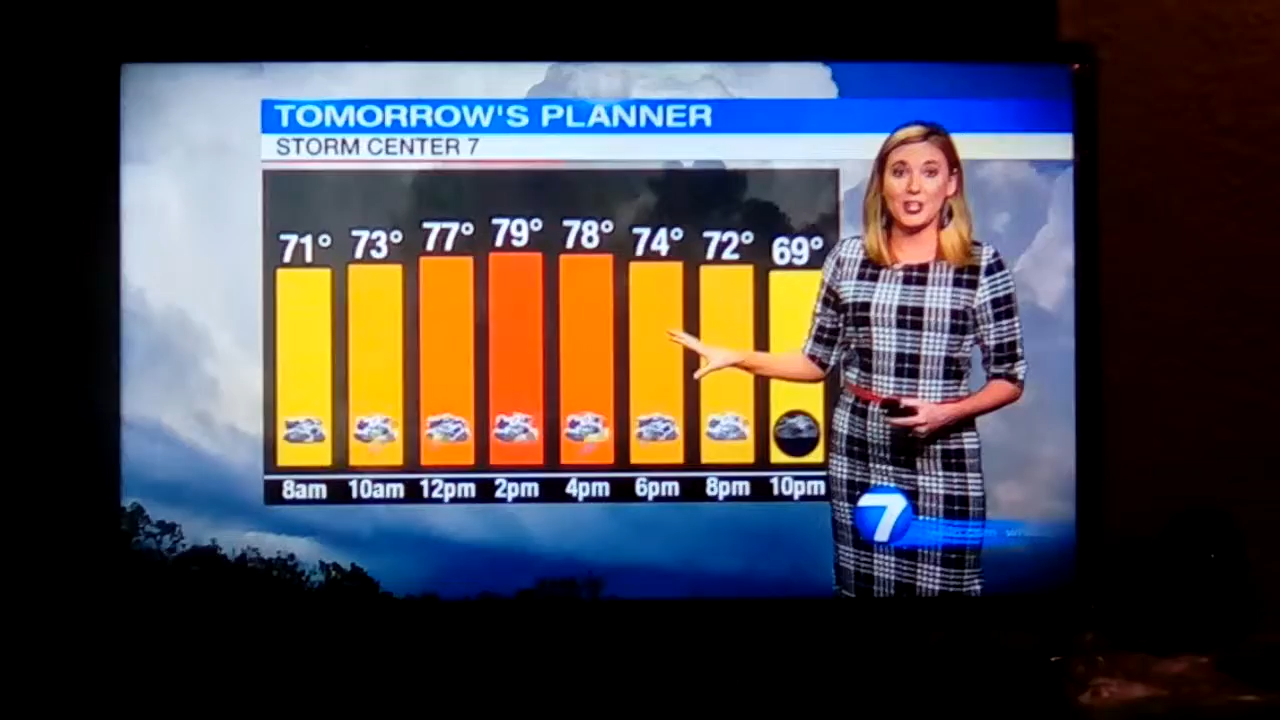 TOMORROW'S PLANNER
STORM CENTER 7
71° 73° 77° 79° 78° 74° 72° 69°
8am 10am 12pm 2pm 4pm 6pm 8pm 10pm
7